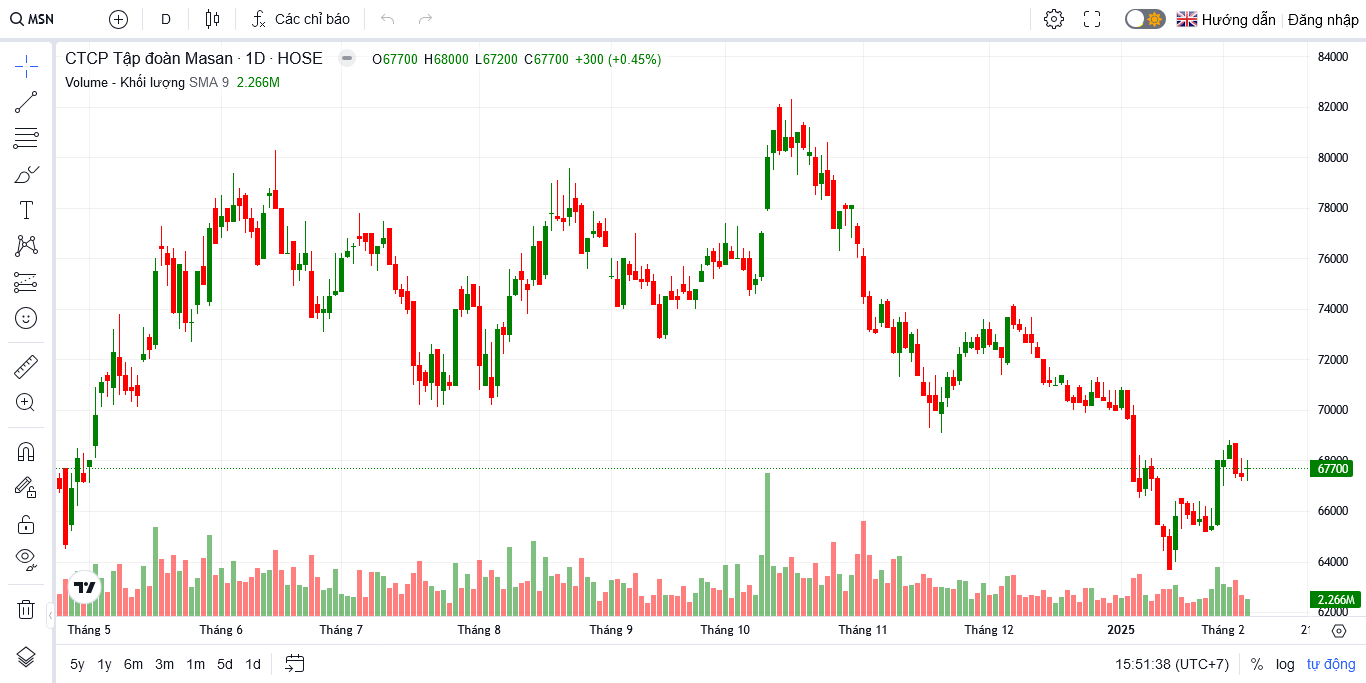 MSN D Các chỉ báo Hướng dẫn Đăng nhập
CTCP Tập đoàn Masan · 1D · HOSE O67700 H68000 L67200 C67700 +300 (+0.45%)
Volume - Khối lượng SMA 9 2.266M
84000
82000
80000
78000
76000
74000
72000
70000
68000
67700
66000
64000
2.266M
62000
Tháng 5 Tháng 6 Tháng 7 Tháng 8 Tháng 9 Tháng 10 Tháng 11 Tháng 12 2025 Tháng 2 21
5y 1y 6m 3m 1m 5d 1d 15:51:38 (UTC+7) % log tự động